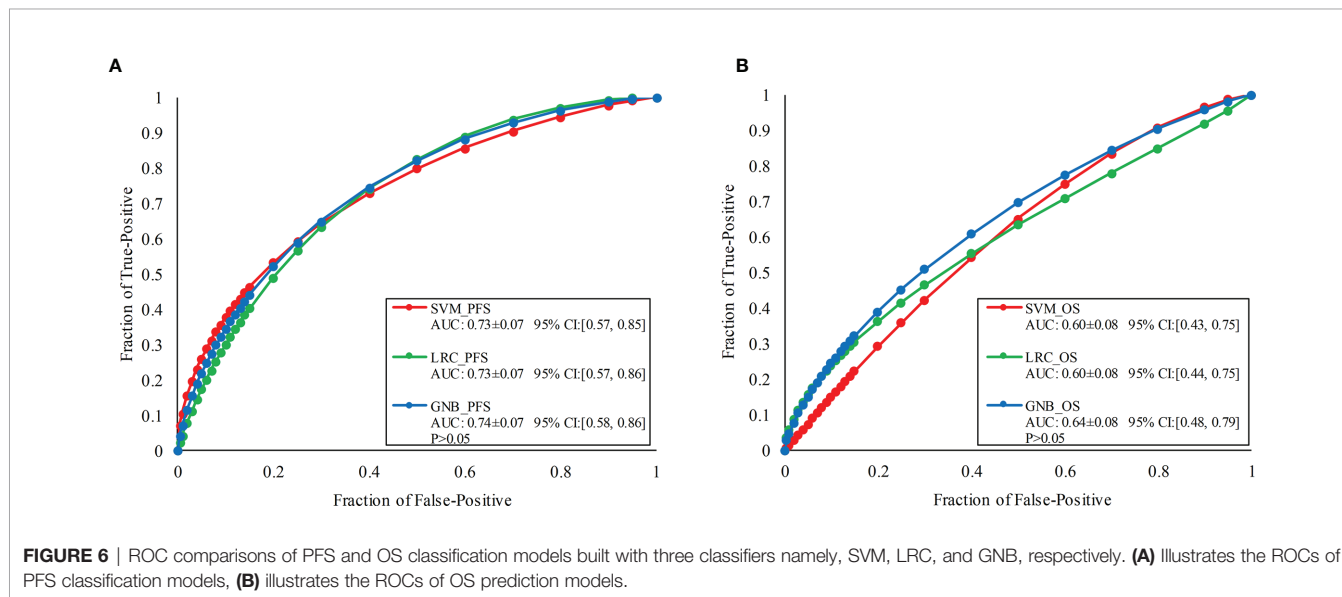 A
1
0.9
0.8
0.7
0.6
0.5
0.4
0.3
0.2
0.1
0
Fraction of True-Positive
SVM_PFS
AUC: 0.73±0.07 95% CI:[0.57, 0.85]
LRC_PFS
AUC: 0.73±0.07 95% CI:[0.57, 0.86]
GNB_PFS
AUC: 0.74±0.07 95% CI:[0.58, 0.86]
P>0.05
0 0.2 0.4 0.6 0.8 1
Fraction of False-Positive
B
1
0.9
0.8
0.7
0.6
0.5
0.4
0.3
0.2
0.1
0
Fraction of True-Positive
SVM_OS
AUC: 0.60±0.08 95% CI:[0.43, 0.75]
LRC_OS
AUC: 0.60±0.08 95% CI:[0.44, 0.75]
GNB_OS
AUC: 0.64±0.08 95% CI:[0.48, 0.79]
P>0.05
0 0.2 0.4 0.6 0.8 1
Fraction of False-Positive
FIGURE 6 | ROC comparisons of PFS and OS classification models built with three classifiers namely, SVM, LRC, and GNB, respectively. (A) Illustrates the ROCs of
PFS classification models, (B) illustrates the ROCs of OS prediction models.